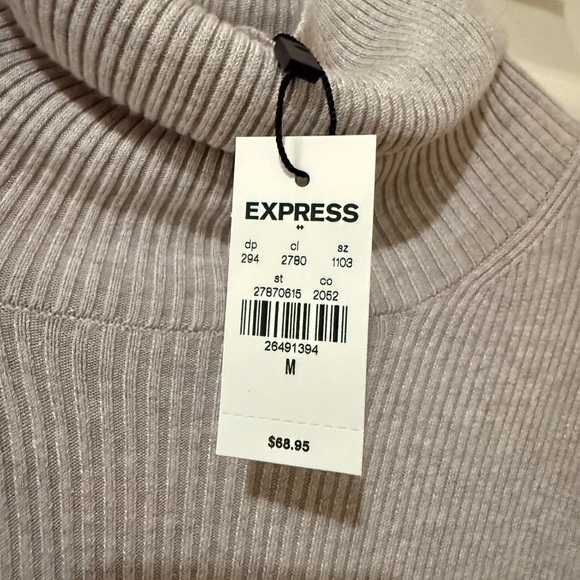 EXPRESS
dp cl sz
294 2780 1103
st co
27870615 2052
26491394
M
$68.95